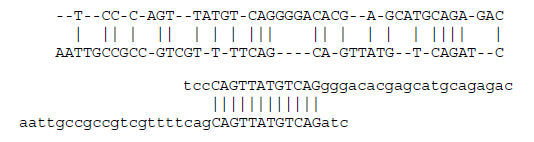 --T--CC-C-AGT--TATGT-CAGGGGACACG--A-GCATGCAGA-GAC
| || | || | | | | ||| || | | | | |||| |
AATTGCCGCC-GTCGT-T-TTCAG----CA-GTTATG--T-CAGAT--C
tccCAGTTATGTCAGgggacacgagcatgcagagac
||||||||||||
aattgccgccgtcgttttcagCAGTTATGTCAGatc